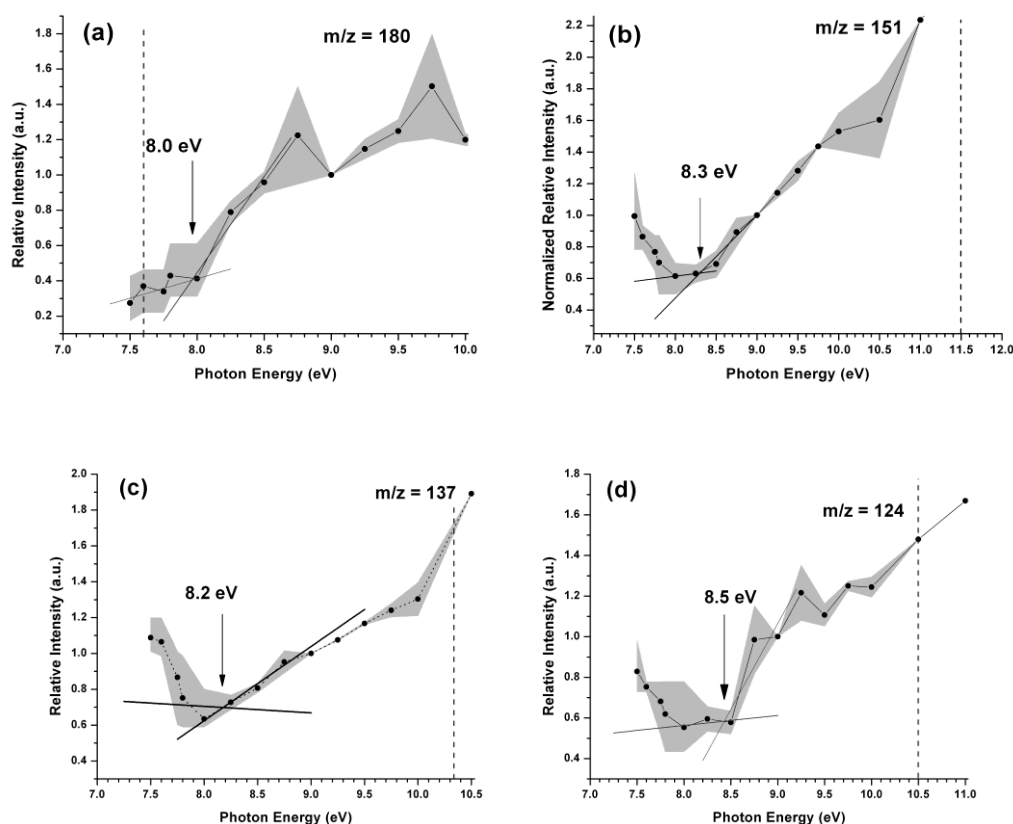 (a)
m/z = 180
8.0 eV
Relative Intensity (a.u.)
1.8
1.6
1.4
1.2
1.0
0.8
0.6
0.4
0.2
7.0 7.5 8.0 8.5 9.0 9.5 10.0
Photon Energy (eV)
(b)
m/z = 151
8.3 eV
Normalized Relative Intensity (a.u.)
2.2
2.0
1.8
1.6
1.4
1.2
1.0
0.8
0.6
0.4
7.0 7.5 8.0 8.5 9.0 9.5 10.0 10.5 11.0 11.5 12.0
Photon Energy (eV)
(c)
m/z = 137
8.2 eV
Relative Intensity (a.u.)
2.0
1.8
1.6
1.4
1.2
1.0
0.8
0.6
0.4
7.0 7.5 8.0 8.5 9.0 9.5 10.0 10.5
Photon Energy (eV)
(d)
m/z = 124
8.5 eV
Relative Intensity (a.u.)
1.8
1.6
1.4
1.2
1.0
0.8
0.6
0.4
7.0 7.5 8.0 8.5 9.0 9.5 10.0 10.5 11.0
Photon Energy (eV)